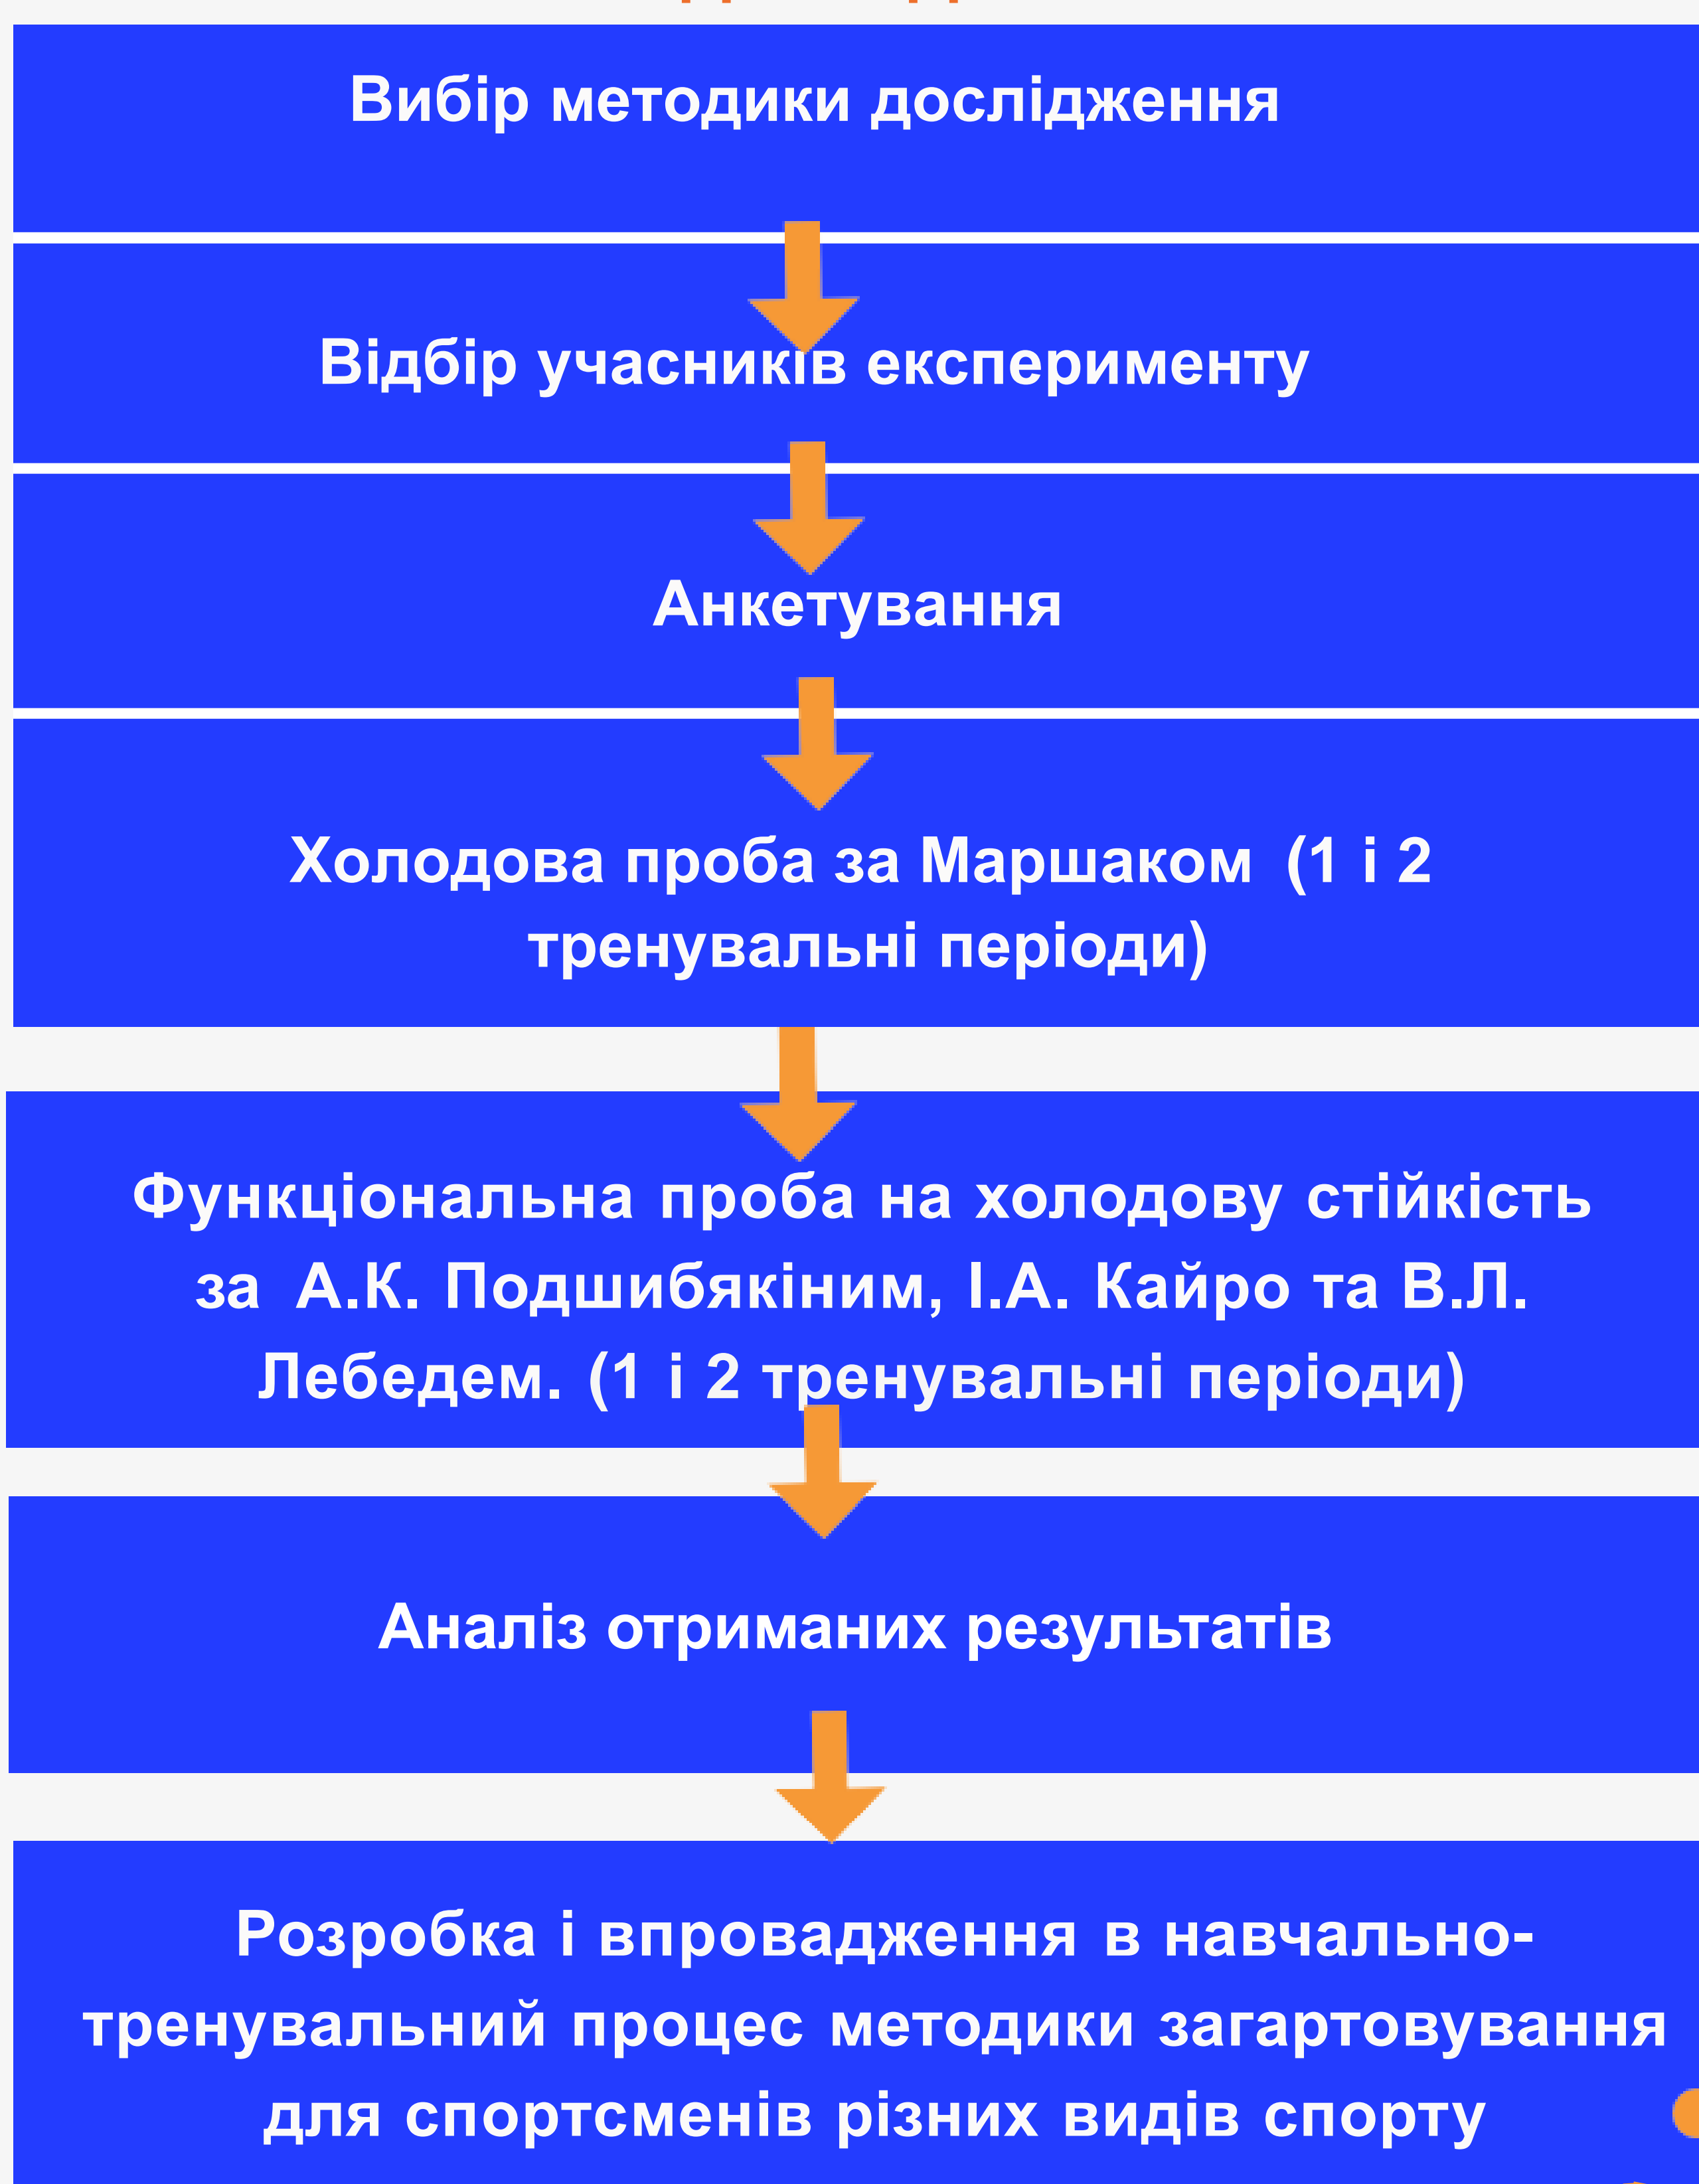 Вибір методики дослідження
Відбір учасників експерименту
Анкетування
Холодова проба за Маршаком (1 і 2
тренувальні періоди)
Функціональна проба на холодову стійкість
за А.К. Подшибякіним, І.А. Кайро та В.Л.
Лебедем. (1 і 2 тренувальні періоди)
Аналіз отриманих результатів
Розробка і впровадження в навчально-
тренувальний процес методики загартовування
для спортсменів різних видів спорту